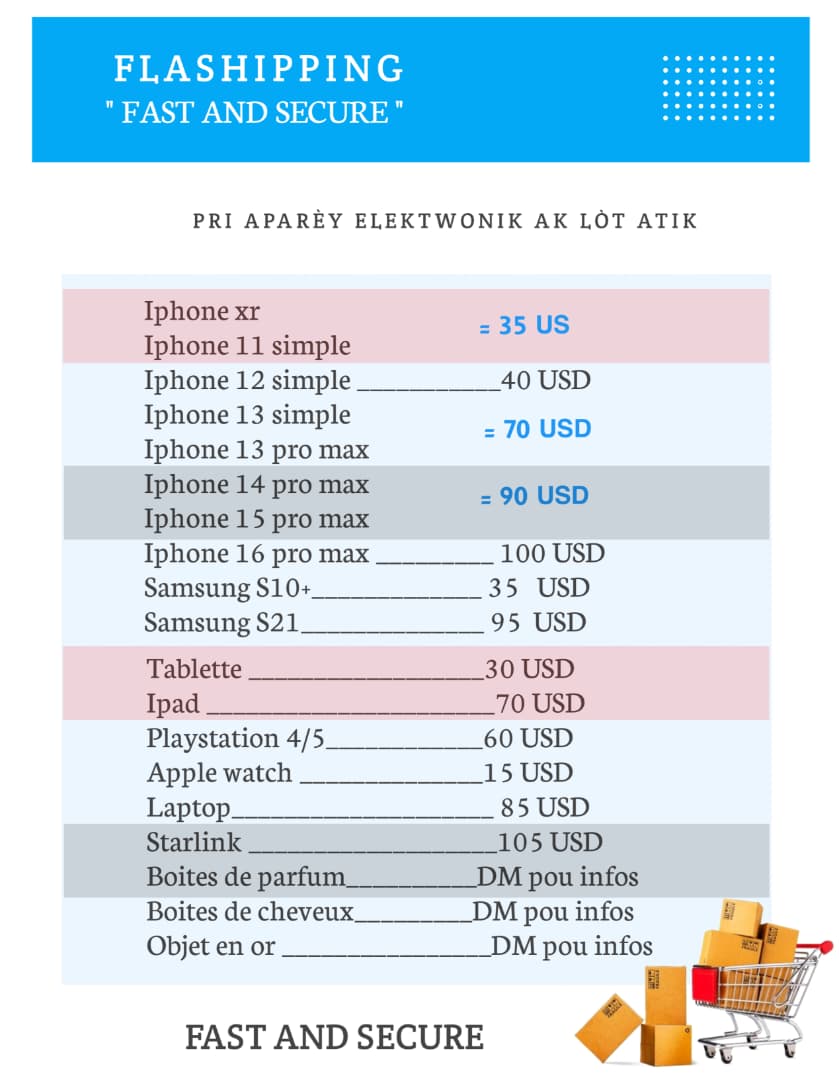 FLASHIPPING
" FAST AND SECURE "
PRI APARÈY ELEKTWONIK AK LÒT ATIK
Iphone xr
Iphone 11 simple
= 35 US
Iphone 12 simple ___________40 USD
Iphone 13 simple
Iphone 13 pro max
= 70 USD
Iphone 14 pro max
Iphone 15 pro max
= 90 USD
Iphone 16 pro max _________ 100 USD
Samsung S10+_____________ 35 USD
Samsung S21______________ 95 USD
Tablette __________________30 USD
Ipad ______________________70 USD
Playstation 4/5____________60 USD
Apple watch ______________15 USD
Laptop____________________ 85 USD
Starlink ___________________105 USD
Boites de parfum__________DM pou infos
Boites de cheveux_________DM pou infos
Objet en or ________________DM pou infos
FAST AND SECURE